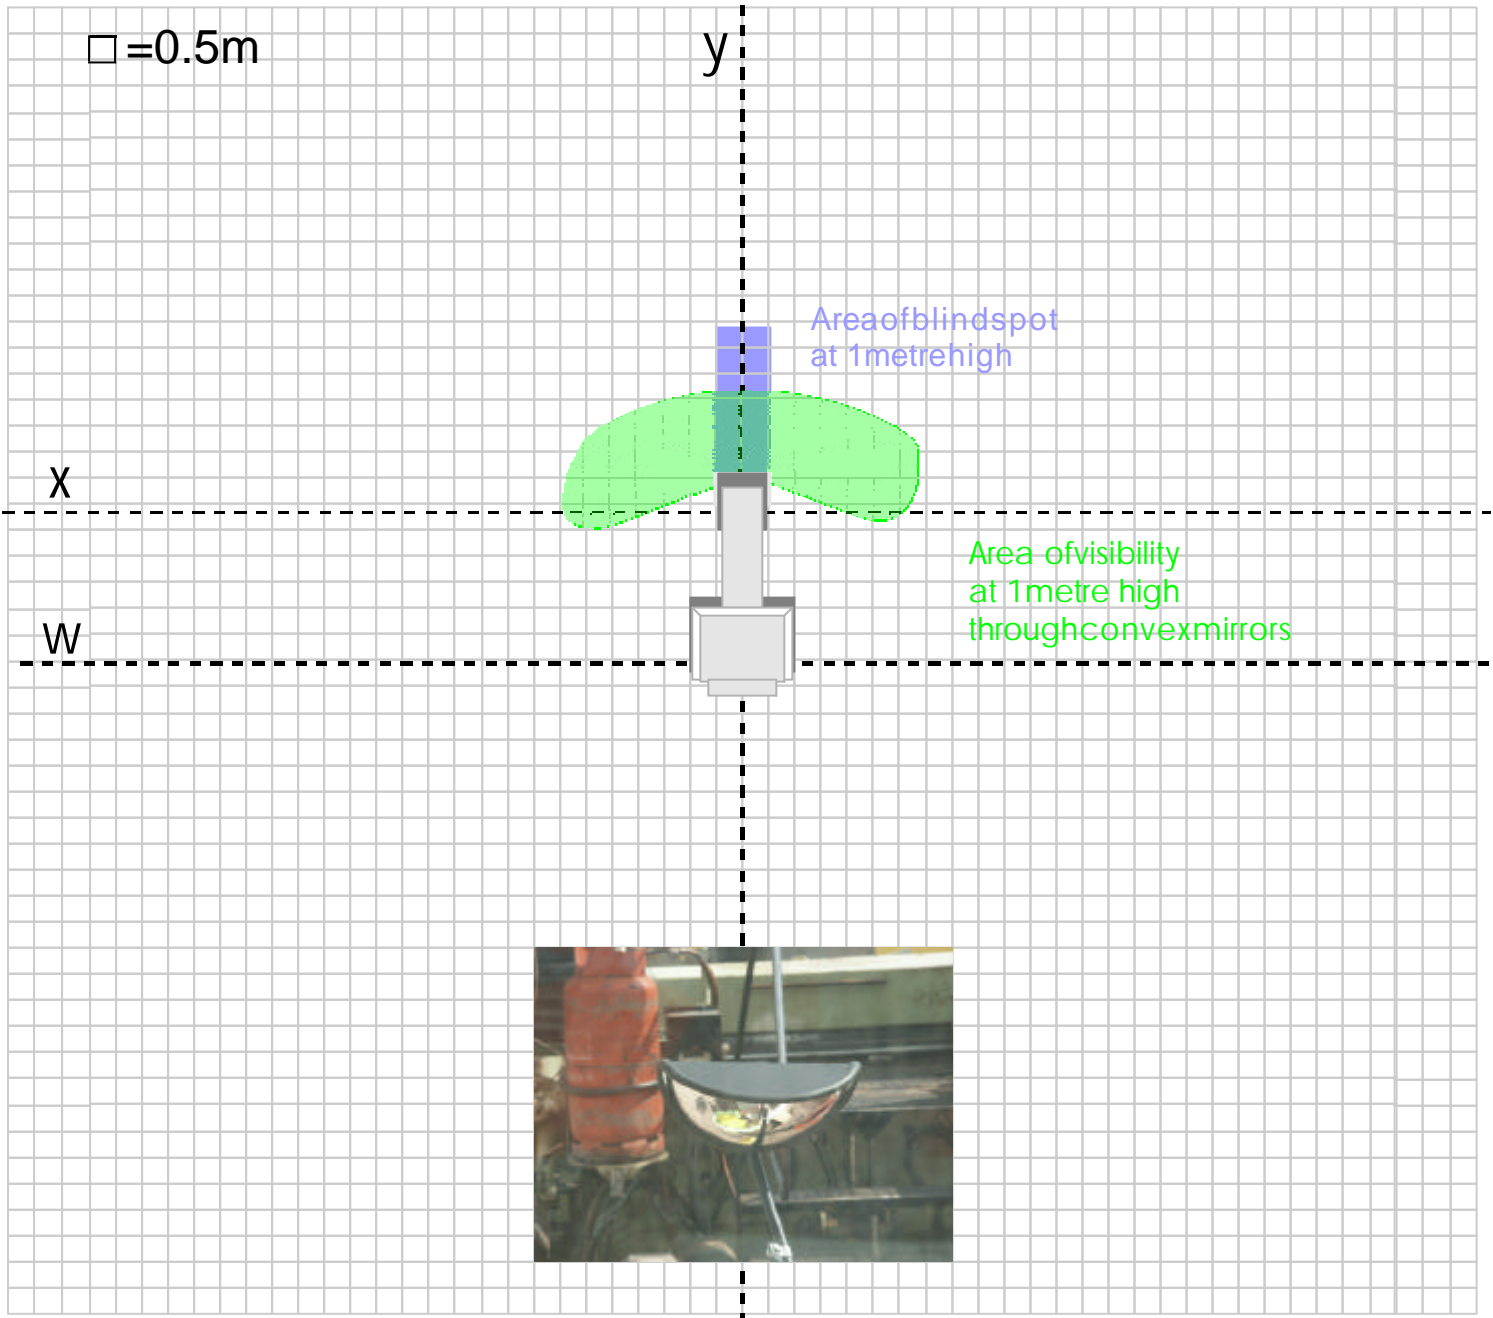 □ =0.5m
y
Areaofblindspot
at 1metrehigh
X
Area ofvisibility
at 1metre high
throughconvexmirrors
W